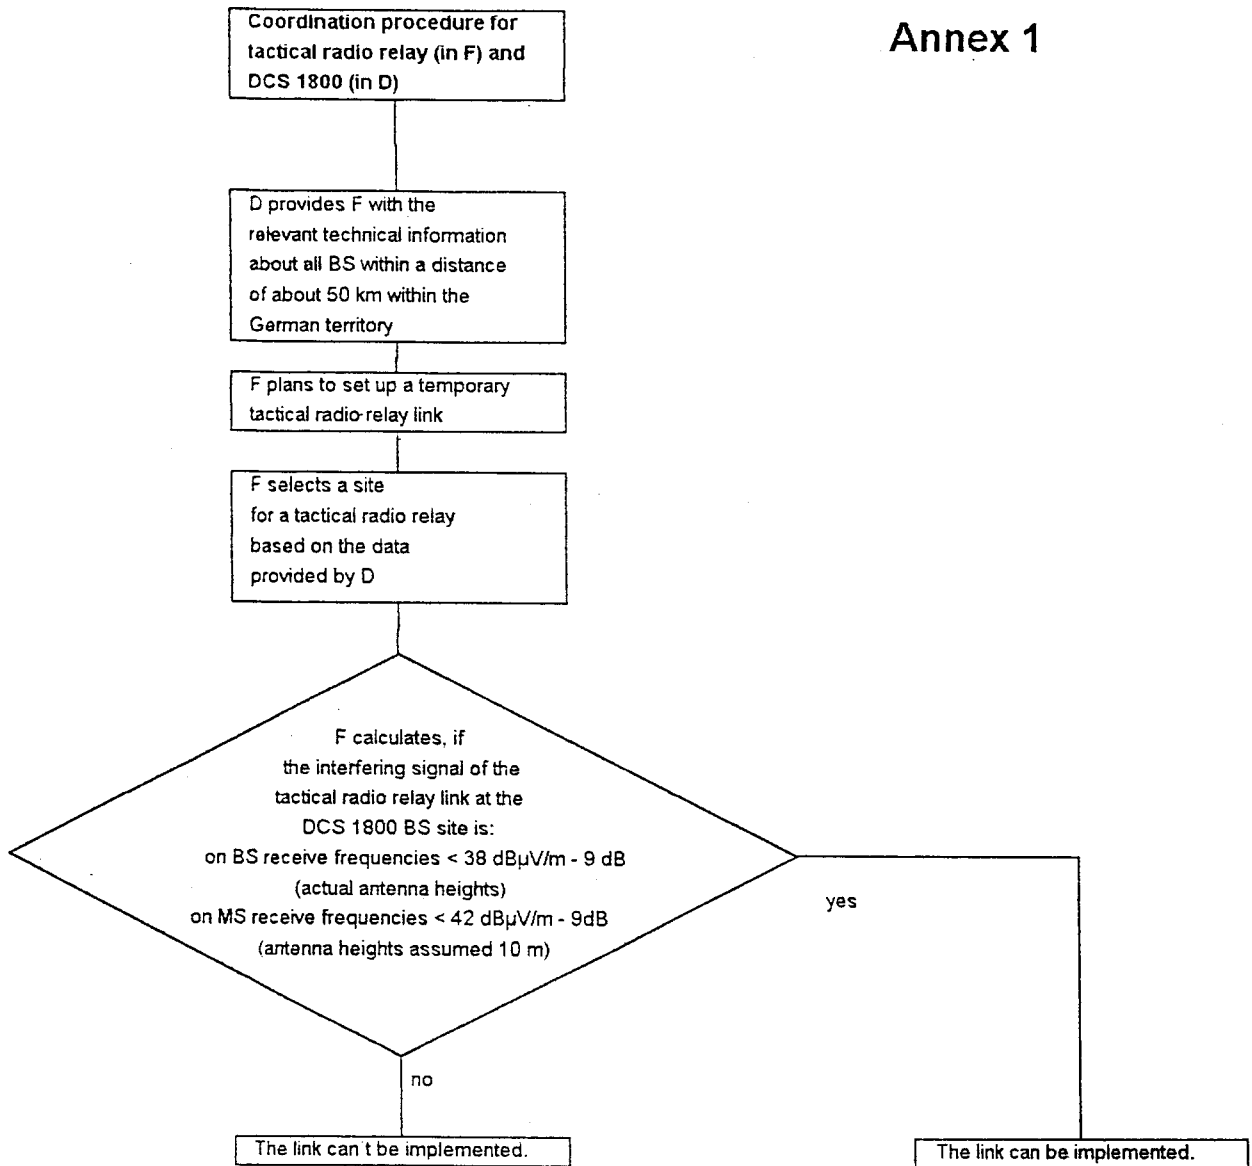 Annex 1
Coordination procedure for
tactical radio relay (in F) and
DCS 1800 (in D)
D provides F with the
relevant technical information
about all BS within a distance
of about 50 km within the
German territory
F plans to set up a temporary
tactical radio-relay link
F selects a site
for a tactical radio relay
based on the data
provided by D
F calculates, if
the interfering signal of the
tactical radio relay link at the
DCS 1800 BS site is:
on BS receive frequencies < 38 dBµV/m - 9 dB
(actual antenna heights)
on MS receive frequencies < 42 dBµV/m - 9dB
(antenna heights assumed 10 m)
yes
no
The link can't be implemented.
The link can be implemented.